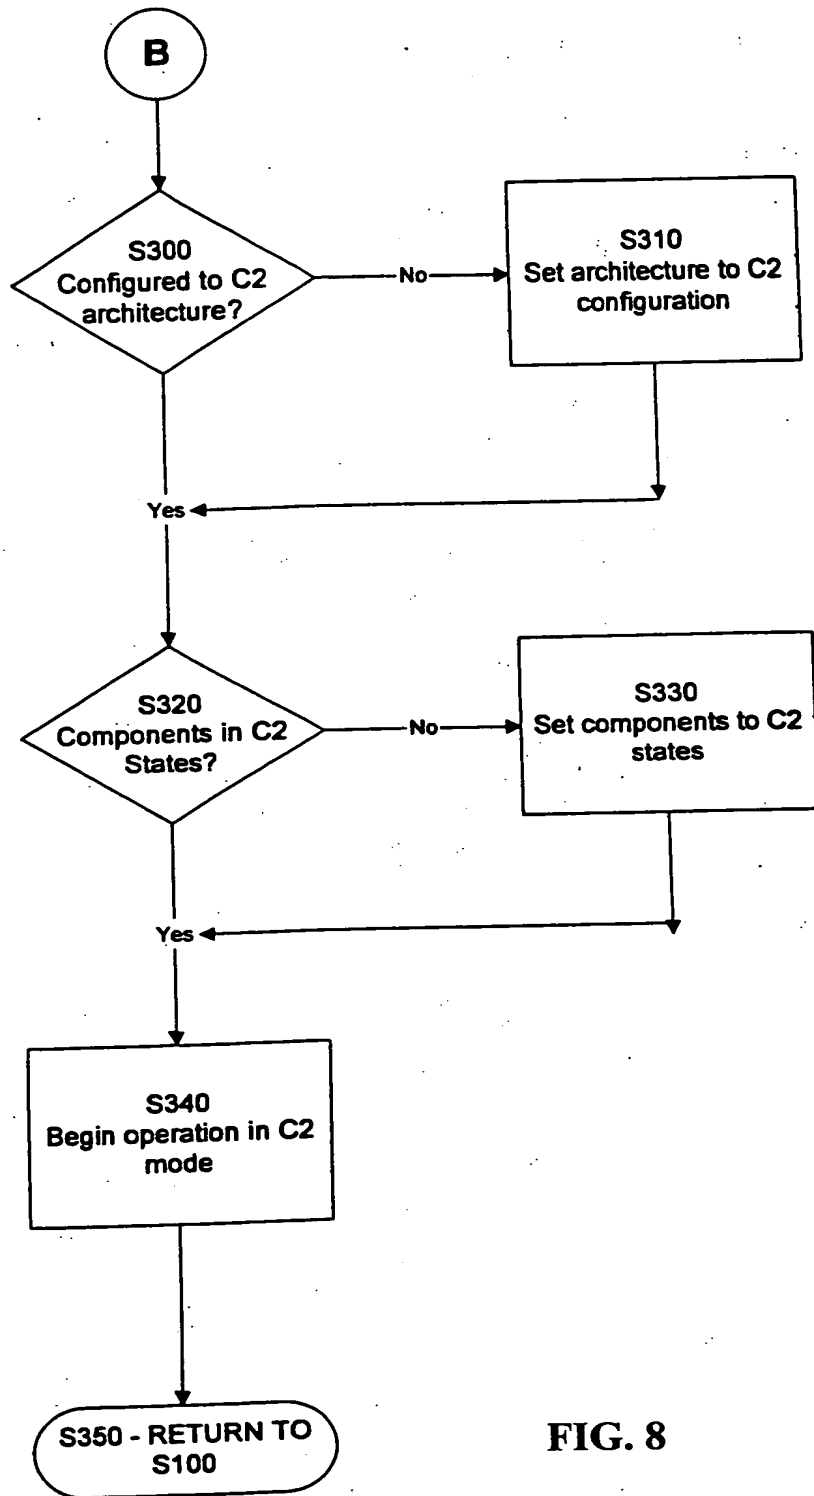 B
S300
Configured to C2
architecture?
No
S310
Set architecture to C2
configuration
Yes
S320
Components in C2
States?
No
S330
Set components to C2
states
Yes
S340
Begin operation in C2
mode
S350 - RETURN TO
S100
FIG. 8